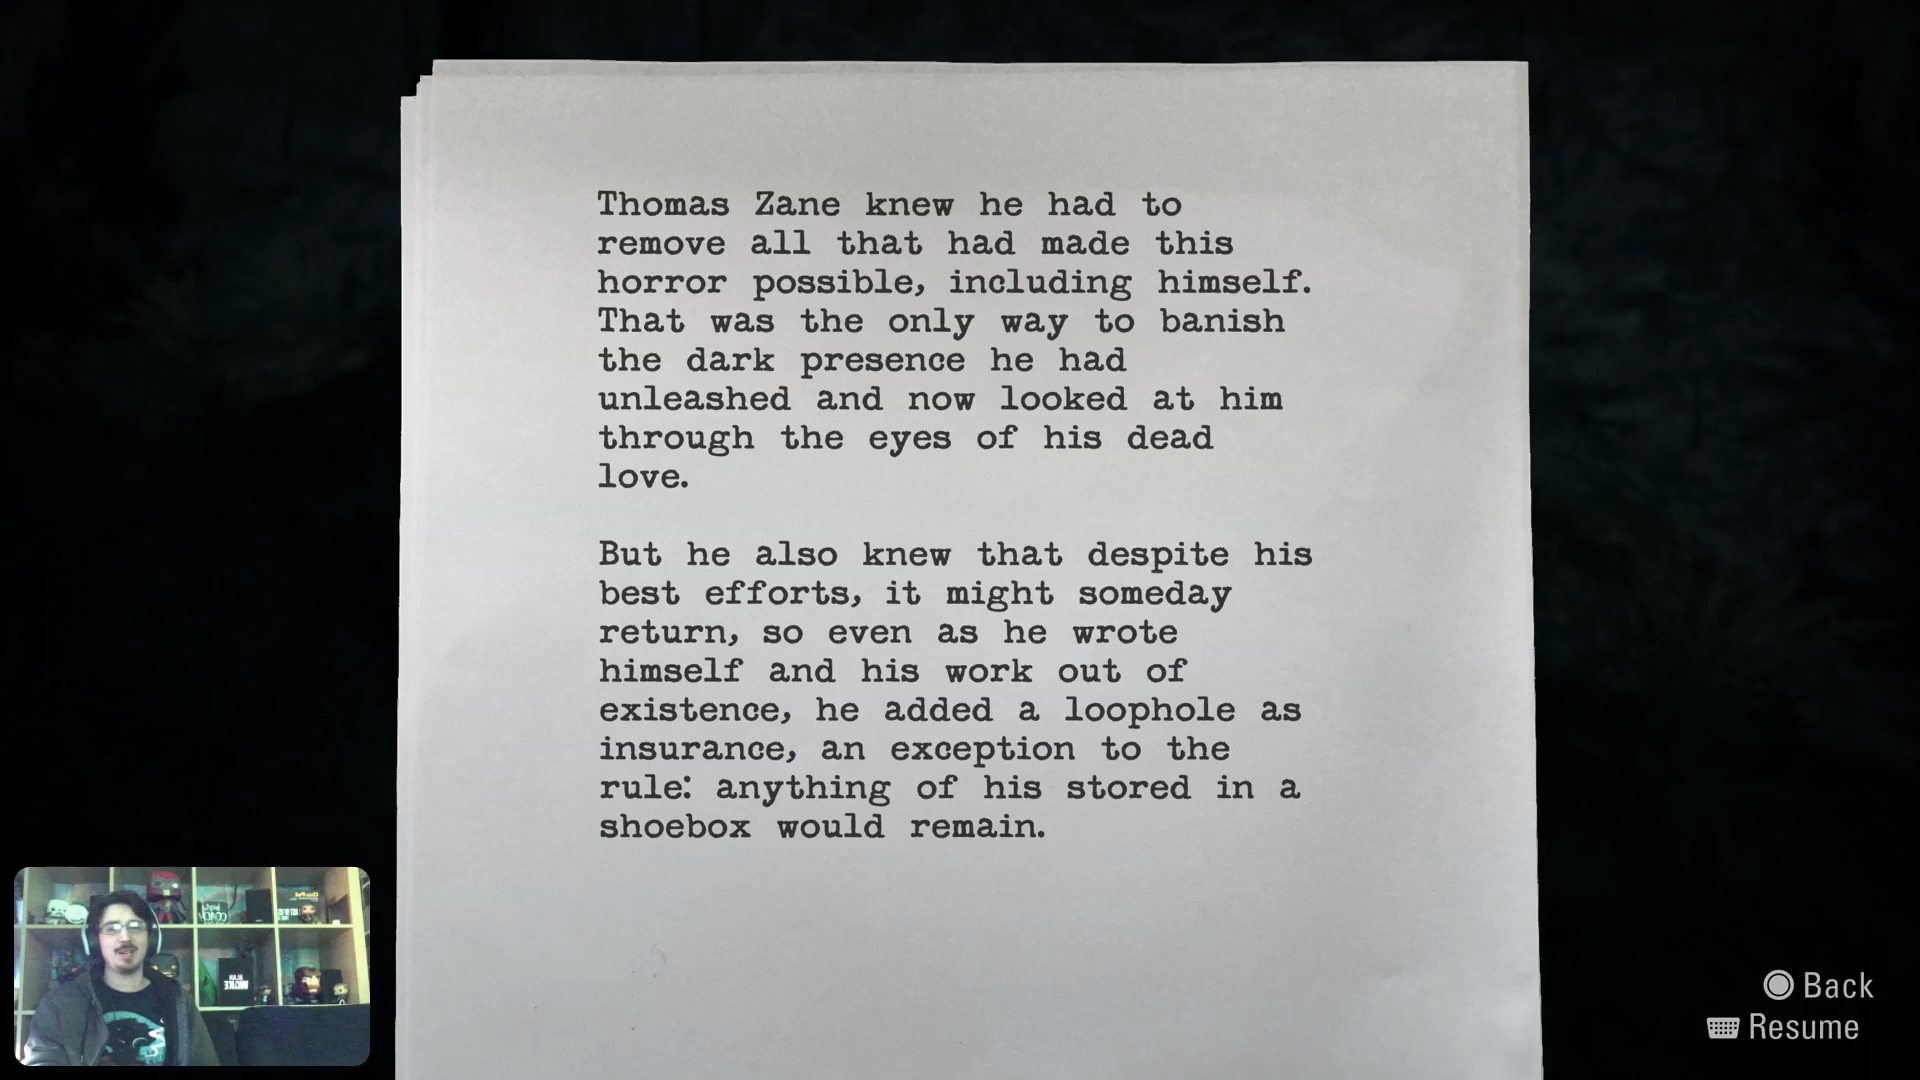 Thomas Zane knew he had to
remove all that had made this
horror possible, including himself.
That was the only way to banish
the dark presence he had
unleashed and now looked at him
through the eyes of his dead
love.
But he also knew that despite his
best efforts, it might someday
return, so even as he wrote
himself and his work out of
existence, he added a loophole as
insurance, an exception to the
rule: anything of his stored in a
shoebox would remain.
Back
Resume